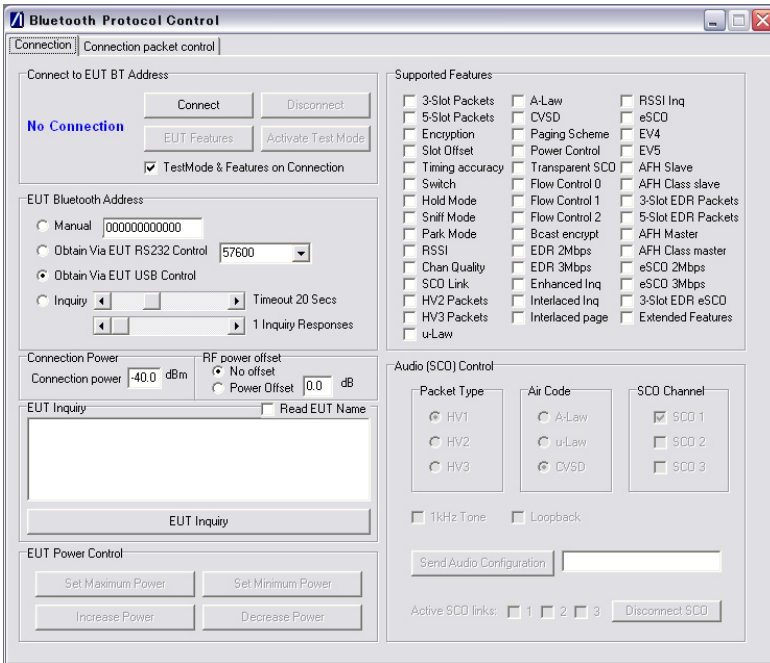 Bluetooth Protocol Control
Connection
Connection packet control
Connect to EUT BT Address
No Connection
Connect
Disconnect
EUT Features
Activate Test Mode
TestMode & Features on Connection
EUT Bluetooth Address
Manual
000000000000
Obtain Via EUT RS232 Control
57600
Obtain Via EUT USB Control
Inquiry
Timeout 20 Secs
1 Inquiry Responses
Connection Power
Connection power
-40.0
dBm
RF power offset
No offset
Power Offset
0.0
dB
EUT Inquiry
Read EUT Name
EUT Inquiry
EUT Power Control
Set Maximum Power
Set Minimum Power
Increase Power
Decrease Power
Supported Features
3-Slot Packets
5-Slot Packets
Encryption
Slot Offset
Timing accuracy
Switch
Hold Mode
Sniff Mode
Park Mode
RSSI
Chan Quality
SCO Link
HV2 Packets
HV3 Packets
u-Law
A-Law
CVSD
Paging Scheme
Power Control
Transparent SCO
Flow Control 0
Flow Control 1
Flow Control 2
Bcast encrypt
EDR 2Mbps
EDR 3Mbps
Enhanced Inq
Interlaced Inq
Interlaced page
RSSI Inq
eSCO
EV4
EV5
AFH Slave
AFH Class slave
3-Slot EDR Packets
5-Slot EDR Packets
AFH Master
AFH Class master
eSCO 2Mbps
eSCO 3Mbps
3-Slot EDR eSCO
Extended Features
Audio (SCO) Control
Packet Type
HV1
HV2
HV3
Air Code
A-Law
u-Law
CVSD
SCO Channel
SCO 1
SCO 2
SCO 3
1kHz Tone
Loopback
Send Audio Configuration
Active SCO links:
1
2
3
Disconnect SCO